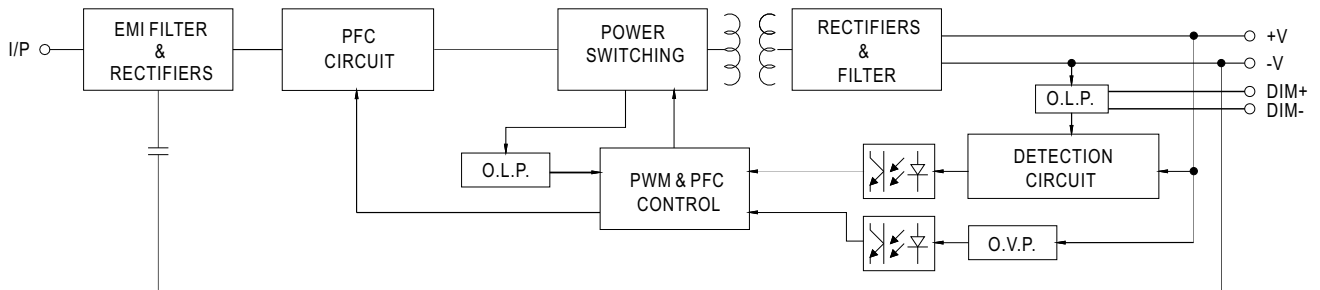 I/P
EMI FILTER
&
RECTIFIERS
PFC
CIRCUIT
POWER
SWITCHING
RECTIFIERS
&
FILTER
+V
-V
O.L.P.
DIM+
DIM-
O.L.P.
PWM & PFC
CONTROL
DETECTION
CIRCUIT
O.V.P.